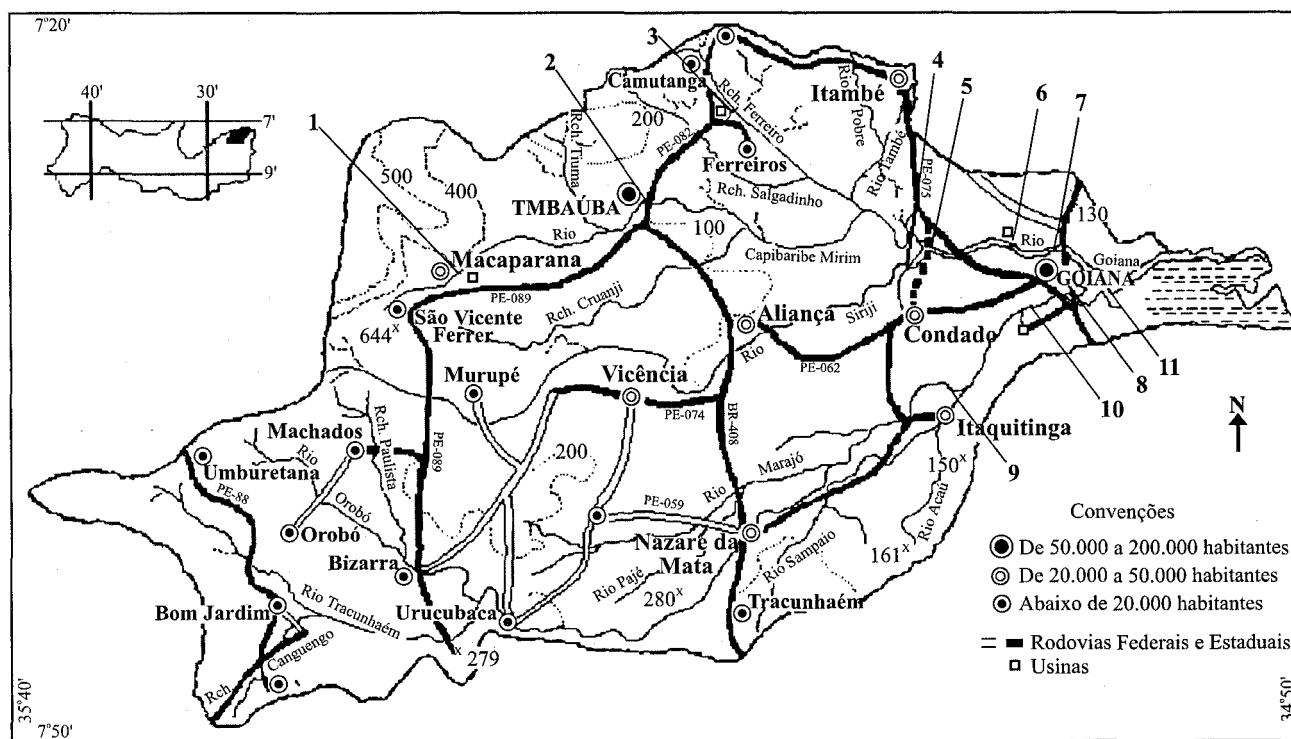 7°20'
40'
30'
7'
9'
1
2
3
4
5
6
7
Camutanga
Rch. Ferreiro
Itambé
Rio
Pobre
Rch. Tiuma
200
PE-082
Ferreiros
Rio També
PE-075
500
400
TMBAÚBA
Rch. Salgadinho
130
100
Rio
Rio
Macaparana
Capibaribe Mirim
Goiana
GOIANA
PE-089
São Vicente
Ferrer
644x
Rch. Cruanji
Aliançã
Siriji
Rio
Condado
PE-062
11
8
10
Murupé
Vicência
PE-074
BR-408
N
Itaquitinga
9
Machados
Rch. Paulista
PE-089
Umburetana
Rio
PE-88
200
Marajó
Rio
150x
Rio Acaú
Orobó
Orobó
PE-059
Nazaré da
Mata
Rio Sampaio
161x
Bizarra
Rio Pajé
280x
Tracunhaém
Bom Jardim
Rio Tracunhaém
Urucubaca
x 279
Canguengo
Rch.
Convenções
De 50.000 a 200.000 habitantes
De 20.000 a 50.000 habitantes
Abaixo de 20.000 habitantes
Rodovias Federais e Estaduais
Usinas
35°40'
7°50'
34°50'